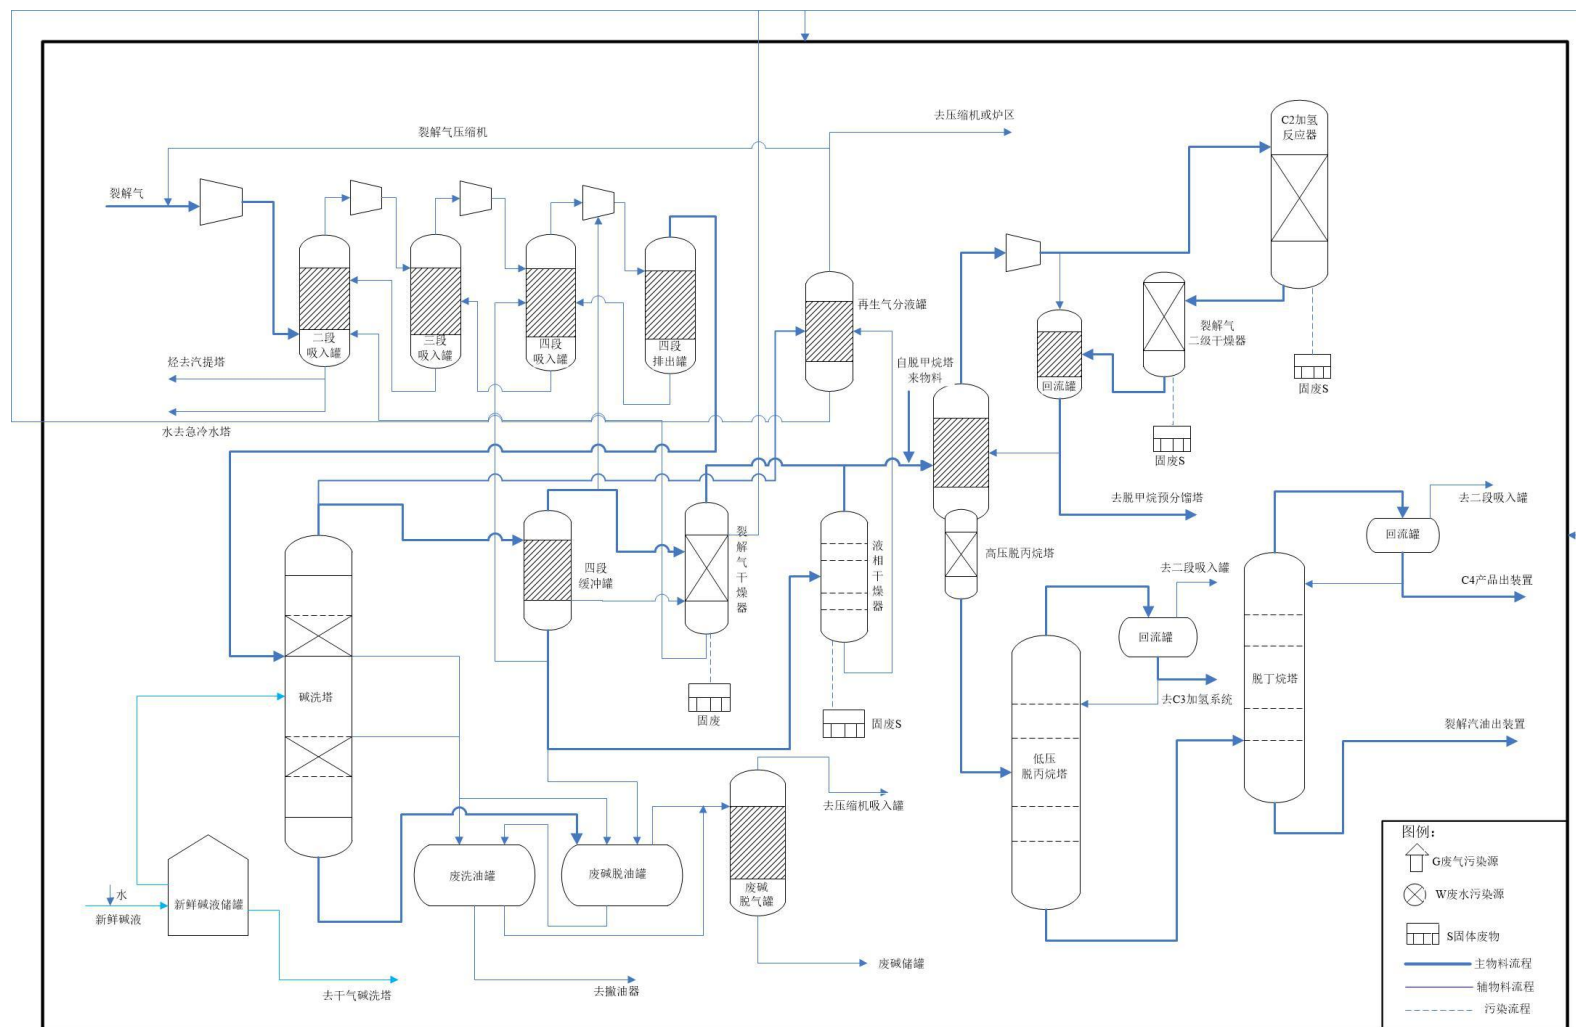 裂解气压缩机
去压缩机或炉区
C2加氢
反应器
裂解气
再生气分液罐
二段
吸入罐
三段
吸入罐
四段
吸入罐
四段
排出罐
裂解气
二级干燥器
烃去汽提塔
自脱甲烷塔
来物料
回流罐
固废S
水去急冷水塔
固废S
去脱甲烷预分馏塔
去二段吸入罐
回流罐
四段
缓冲罐
裂解气干燥器
液相干燥器
高压脱丙烷塔
去二段吸入罐
C4产品出装置
回流罐
碱洗塔
脱丁烷塔
去C3加氢系统
固废
固废S
裂解汽油出装置
低压
脱丙烷塔
去压缩机吸入罐
图例：
G废气污染源
废洗油罐
废碱脱油罐
废碱
脱气罐
水
新鲜碱液
新鲜碱液储罐
W废水污染源
S固体废物
废碱储罐
主物料流程
去干气碱洗塔
去撇油器
辅物料流程
污染流程